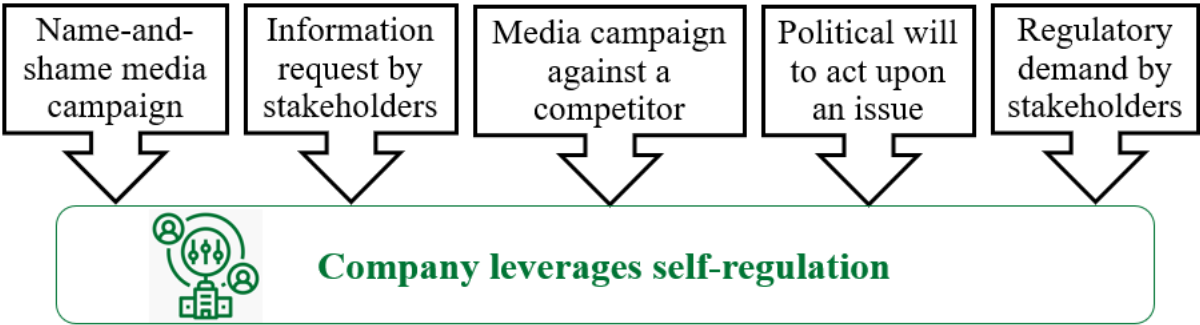 Name-and-
shame media
campaign
Information
request by
stakeholders
Media campaign
against a
competitor
Political will
to act upon
an issue
Regulatory
demand by
stakeholders
Company leverages self-regulation